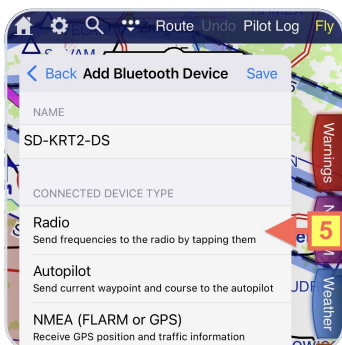 Route Undo Pilot Log Fly
Back Add Bluetooth Device Save
NAME
SD-KRT2-DS
CONNECTED DEVICE TYPE
Radio
Send frequencies to the radio by tapping them
5
Autopilot
Send current waypoint and course to the autopilot
NMEA (FLARM or GPS)
Receive GPS position and traffic information
Warnings
Weather